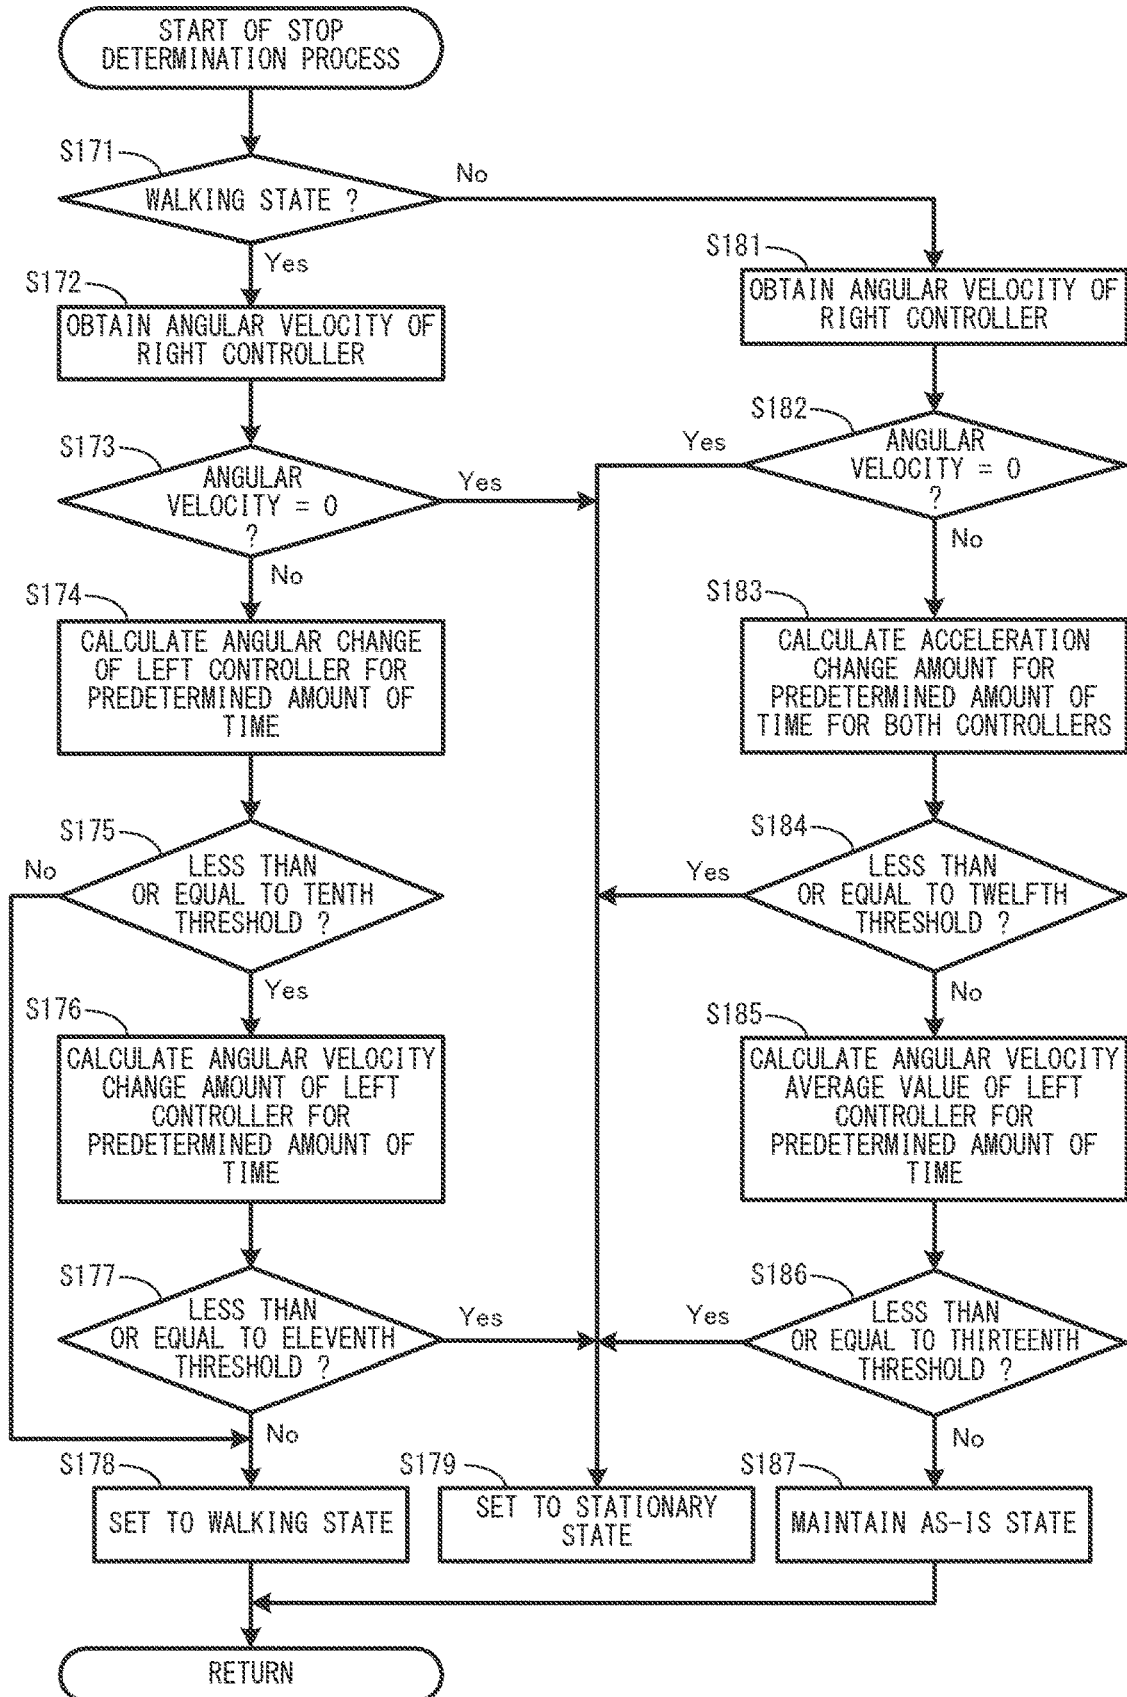 START OF STOP
DETERMINATION PROCESS
S171
WALKING STATE ?
No
Yes
S172
OBTAIN ANGULAR VELOCITY OF
RIGHT CONTROLLER
S173
ANGULAR
VELOCITY = 0
?
Yes
No
S174
CALCULATE ANGULAR CHANGE
OF LEFT CONTROLLER FOR
PREDETERMINED AMOUNT OF
TIME
S175
No
LESS THAN
OR EQUAL TO TENTH
THRESHOLD ?
Yes
S176
CALCULATE ANGULAR VELOCITY
CHANGE AMOUNT OF LEFT
CONTROLLER FOR
PREDETERMINED AMOUNT OF
TIME
S177
LESS THAN
OR EQUAL TO ELEVENTH
THRESHOLD ?
Yes
No
S178
SET TO WALKING STATE
S179
SET TO STATIONARY
STATE
S181
OBTAIN ANGULAR VELOCITY OF
RIGHT CONTROLLER
S182
Yes
ANGULAR
VELOCITY = 0
?
No
S183
CALCULATE ACCELERATION
CHANGE AMOUNT FOR
PREDETERMINED AMOUNT OF
TIME FOR BOTH CONTROLLERS
S184
Yes
LESS THAN
OR EQUAL TO TWELFTH
THRESHOLD ?
No
S185
CALCULATE ANGULAR VELOCITY
AVERAGE VALUE OF LEFT
CONTROLLER FOR
PREDETERMINED AMOUNT OF
TIME
S186
Yes
LESS THAN
OR EQUAL TO THIRTEENTH
THRESHOLD ?
No
S187
MAINTAIN AS-IS STATE
RETURN